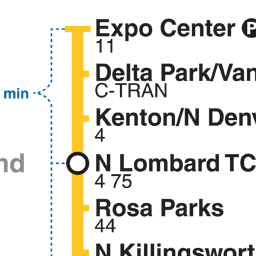 Expo Center P
11
Delta Park/Van
C-TRAN
min
Kenton/N Denv
4
N Lombard TC
4 75
Rosa Parks
44
N Killingswort